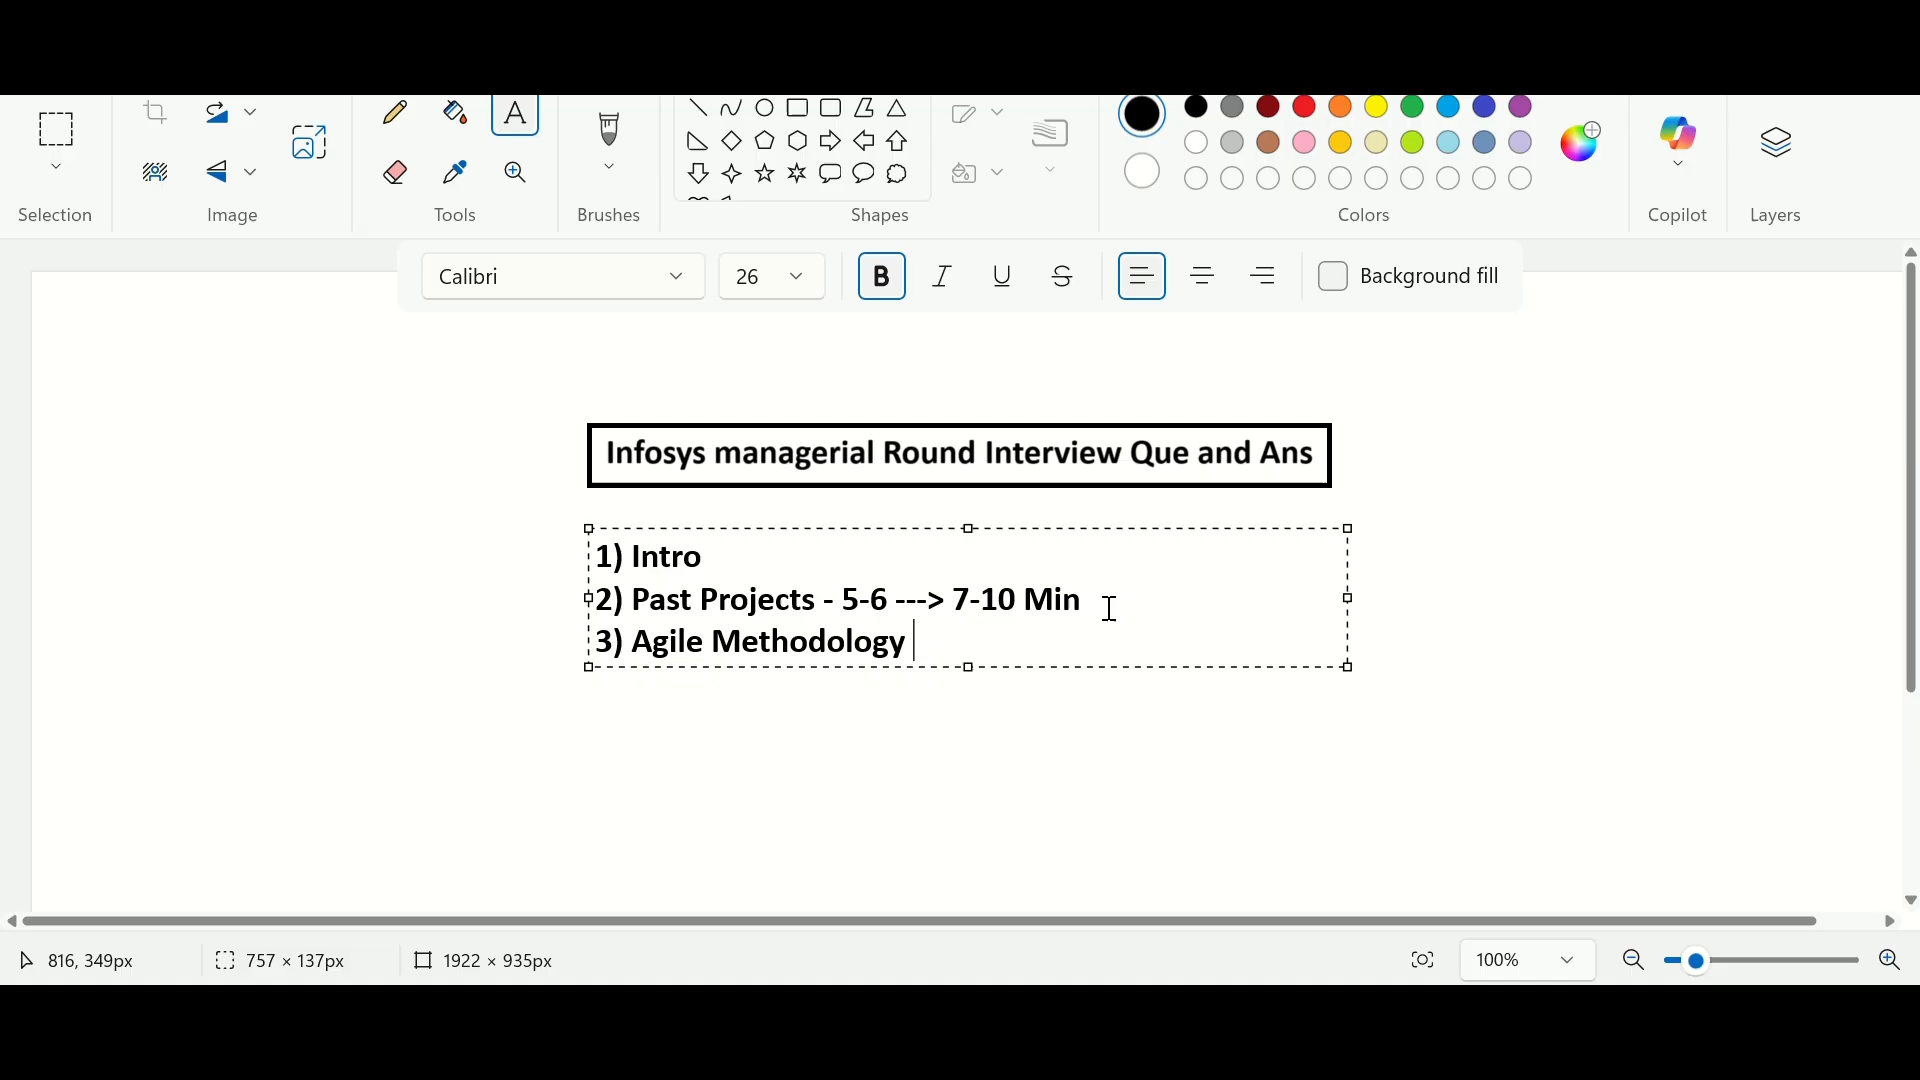 Selection
Image
Tools
Brushes
Shapes
Colors
Copilot
Layers
Calibri
26
B
Background fill
Infosys managerial Round Interview Que and Ans
1) Intro
2) Past Projects - 5-6 ---> 7-10 Min
3) Agile Methodology
816, 349px
757 × 137px
1922 × 935px
100%